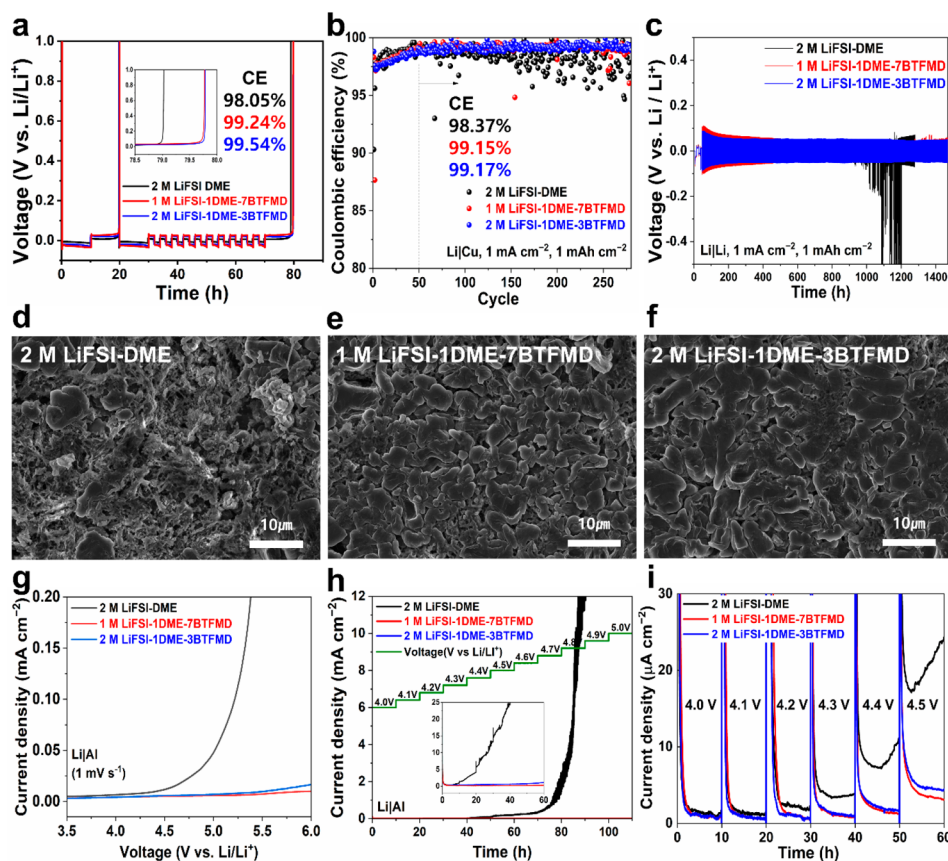 a
Voltage (V vs. Li/Li+)
1.0
0.8
0.6
0.4
0.2
0.0
0
20
40
60
80
100
Time (h)
1.0
0.8
0.6
0.4
0.2
0.0
78.5
79.0
79.5
80.0
CE
98.05%
99.24%
99.54%
2 M LiFSI DME
1 M LiFSI-1DME-7BTFMD
2 M LiFSI-1DME-3BTFMD
b
Coulombic efficiency (%)
100
95
90
85
80
0
50
100
150
200
250
Cycle
CE
98.37%
99.15%
99.17%
2 M LiFSI-DME
1 M LiFSI-1DME-7BTFMD
2 M LiFSI-1DME-3BTFMD
Li|Cu, 1 mA cm−2, 1 mAh cm−2
c
Voltage (V vs. Li / Li+)
0.4
0.2
0.0
-0.2
-0.4
0
200
400
600
800
1000
1200
1400
Time (h)
2 M LiFSI-DME
1 M LiFSI-1DME-7BTFMD
2 M LiFSI-1DME-3BTFMD
Li|Li, 1 mA cm−2, 1 mAh cm−2
d
2 M LiFSI-DME
10㎛
e
1 M LiFSI-1DME-7BTFMD
10㎛
f
2 M LiFSI-1DME-3BTFMD
10㎛
g
Current density (mA cm−2)
0.20
0.15
0.10
0.05
0.00
3.5
4.0
4.5
5.0
5.5
6.0
Voltage (V vs. Li/Li+)
2 M LiFSI-DME
1 M LiFSI-1DME-7BTFMD
2 M LiFSI-1DME-3BTFMD
Li|Al
(1 mV s−1)
h
Current density (mA cm−2)
12
10
8
6
4
2
0
0
20
40
60
80
100
Time (h)
2 M LiFSI-DME
1 M LiFSI-1DME-7BTFMD
2 M LiFSI-1DME-3BTFMD
Voltage(V vs Li/LI+)
4.0V
4.1V
4.2V
4.3V
4.4V
4.5V
4.6V
4.7V
4.8
4.9V
5.0V
25
20
15
10
5
0
0
20
40
60
Li|Al
i
Current density (μA cm−2)
30
25
20
15
10
5
0
0
10
20
30
40
50
60
Time (h)
2 M LiFSI-DME
1 M LiFSI-1DME-7BTFMD
2 M LiFSI-1DME-3BTFMD
4.0 V
4.1 V
4.2 V
4.3 V
4.4 V
4.5 V